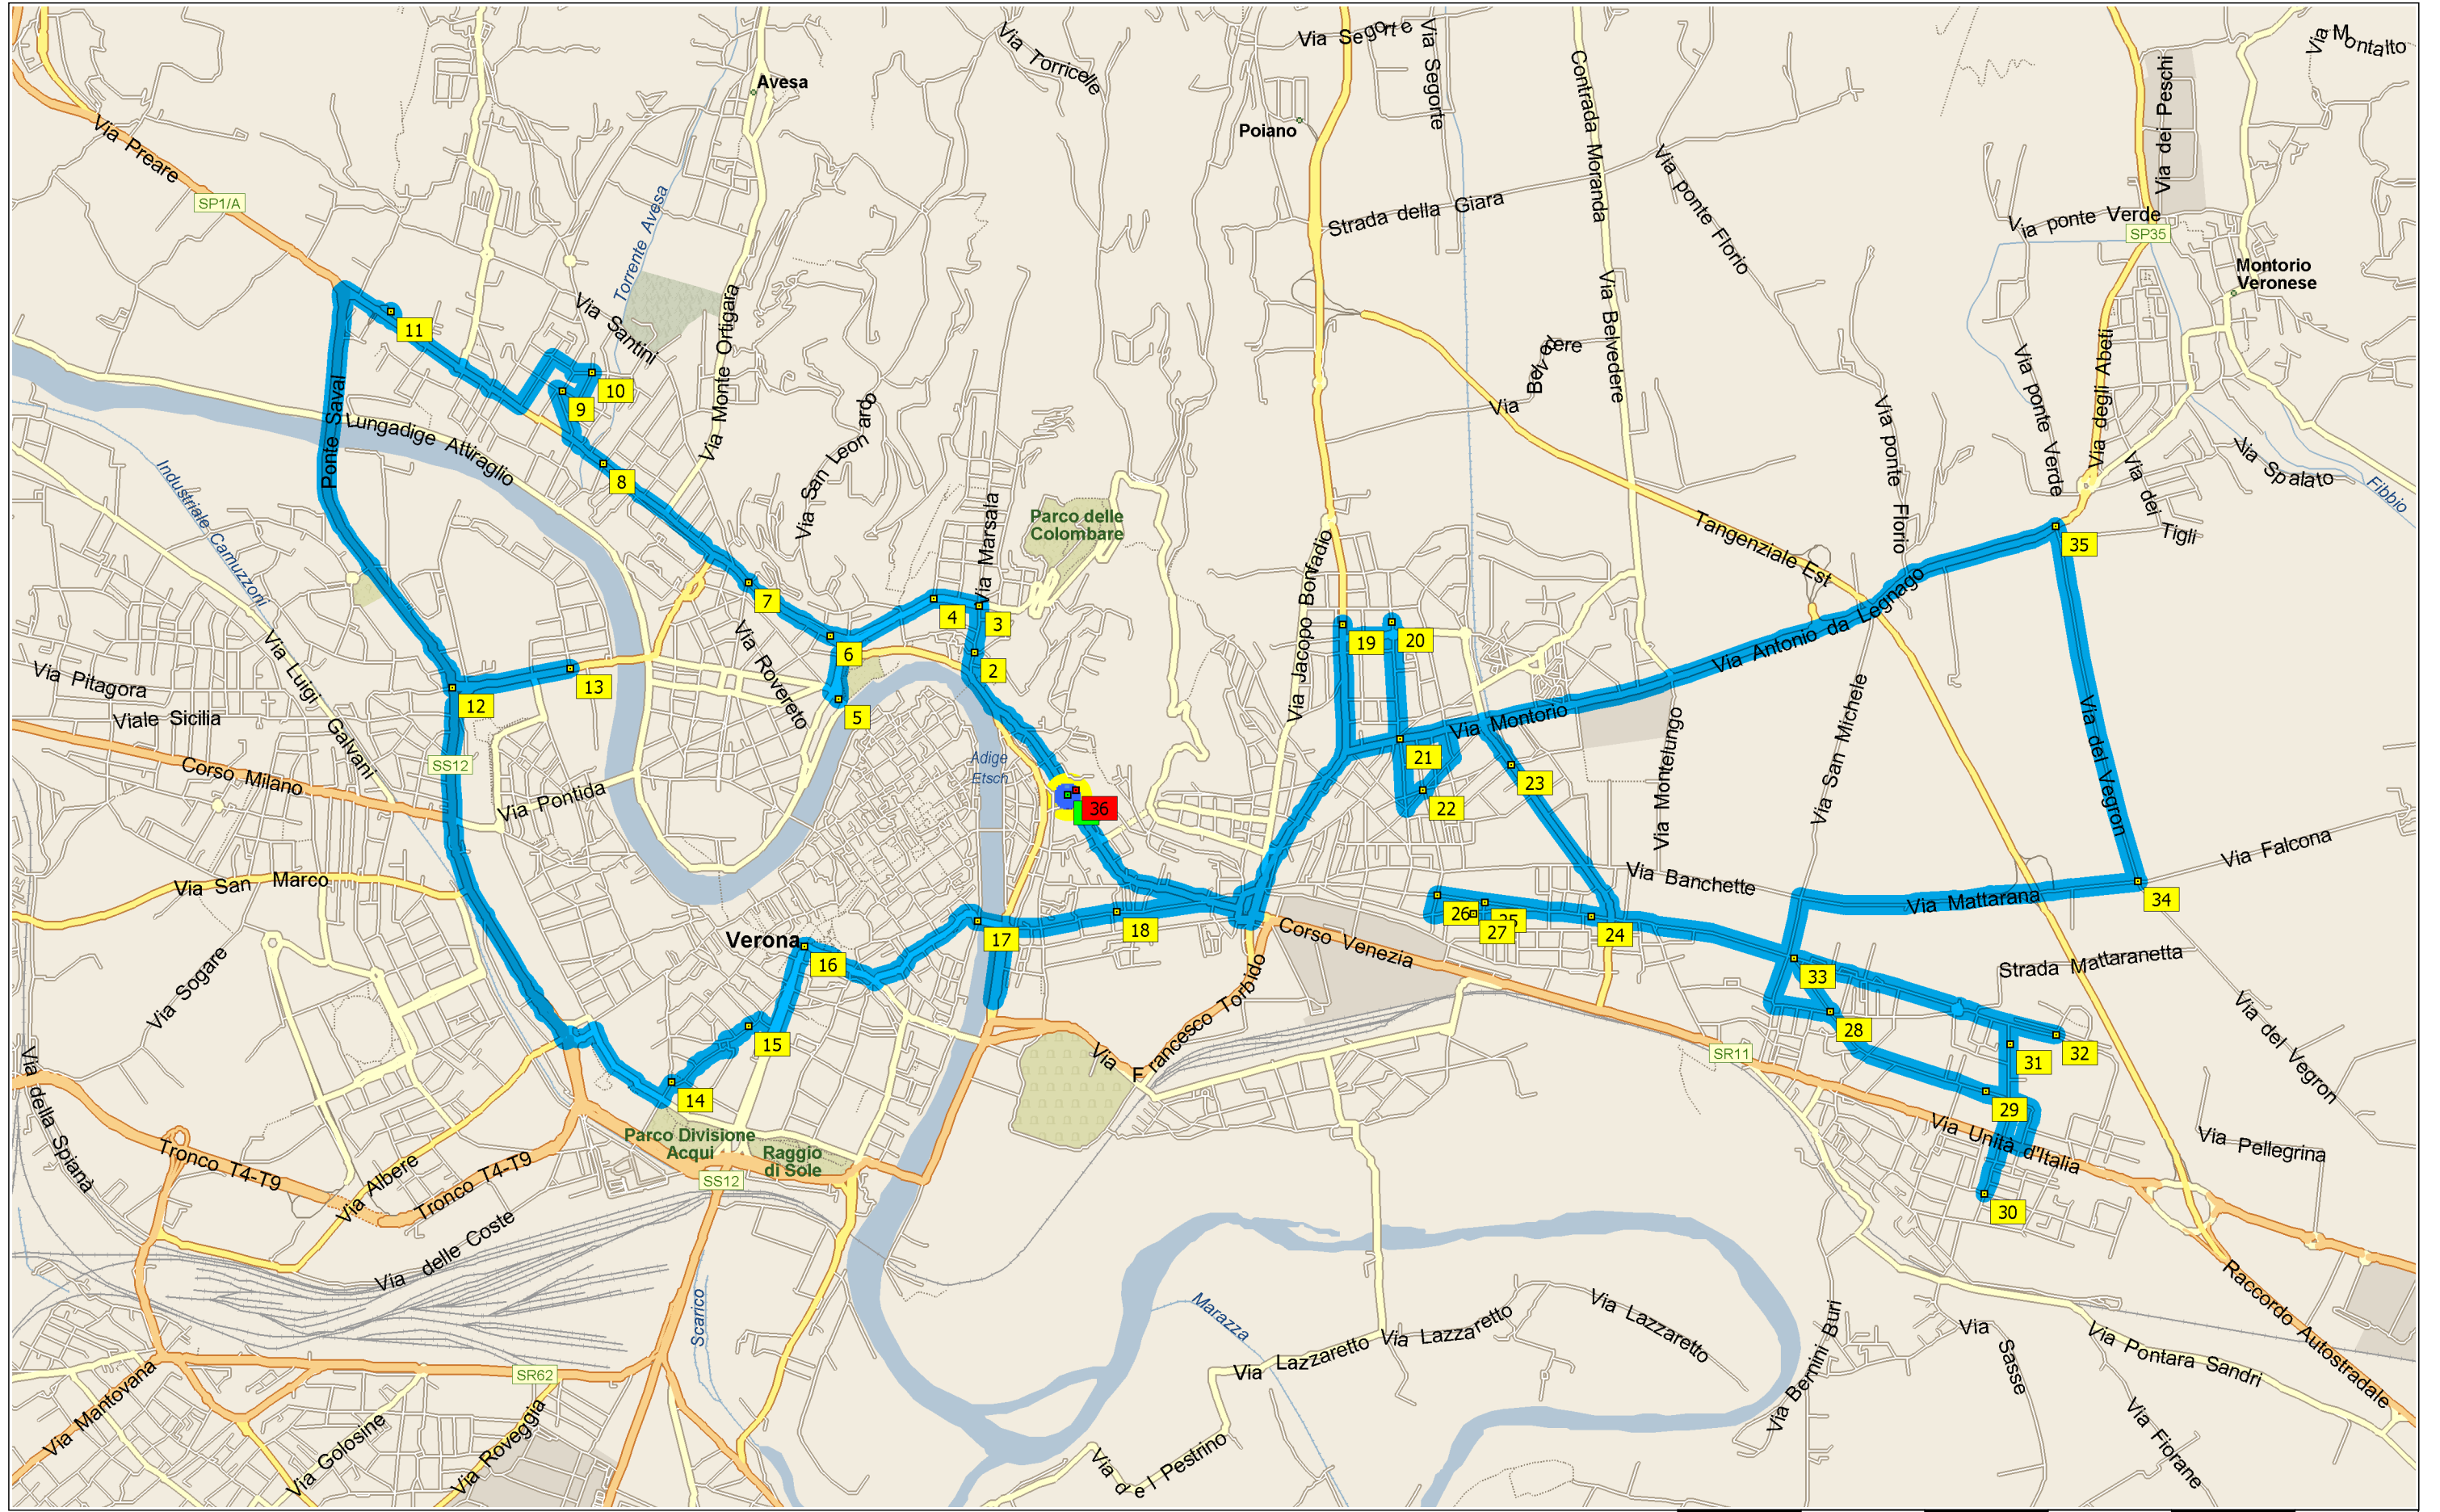 Via Segorte
Via Segorte
Via Torricelle
Via Montalto
Avesa
Via Preare
Poiano
Contrada Moranda
Via dei Peschi
SP1/A
Torrente Avesa
Strada della Giara
Via ponte Florio
Via ponte Verde
SP35
Montorio
Veronese
Via Santini
Via Monte Ortigara
Via Belvedere
11
10
9
Via Belvedere
Via ponte Verde
Via degli Abeti
Ponte Saval
Lungadige Attiraglio
Via San Leonardo
Via ponte Florio
Via Spalato
Fibbio
Industriale Camuzzoni
8
Via Marsala
Parco delle
Colombare
Via dei Tigli
Tangenziale Est
35
Via Jacopo Bonfadio
7
4
3
6
2
19
20
Via Antonio da Legnago
Via Luigi Galvani
Via Pitagora
Viale Sicilia
13
12
Via Rovereto
5
Via Montorio
Via San Michele
Via del Vegron
SS12
Corso Milano
Via Pontida
Adige
Etsch
21
22
23
Via Montelungo
36
Via Falcona
Via San Marco
Via Banchette
Via Mattarana
34
Verona
17
18
26
25
27
24
Corso Venezia
16
33
Strada Mattaranetta
Via Sogare
Via Francesco Torbido
15
28
31
32
SR11
Via del Vegron
14
29
Via della Spianà
Parco Divisione
Acqui
Raggio
di Sole
Via Unità d'Italia
Via Pellegrina
Tronco T4-T9
Via Albere
Tronco T4-T9
SS12
30
Via delle Coste
Scarico
Marazza
Via Lazzaretto
Via Lazzaretto
Via Lazzaretto
Raccordo Autostradale
Via Bernini Buri
Via Sasse
Via Pontara Sandri
SR62
Via Mantovana
Via Golosine
Via Roveggia
Via del Pestrino
Via Fiorane